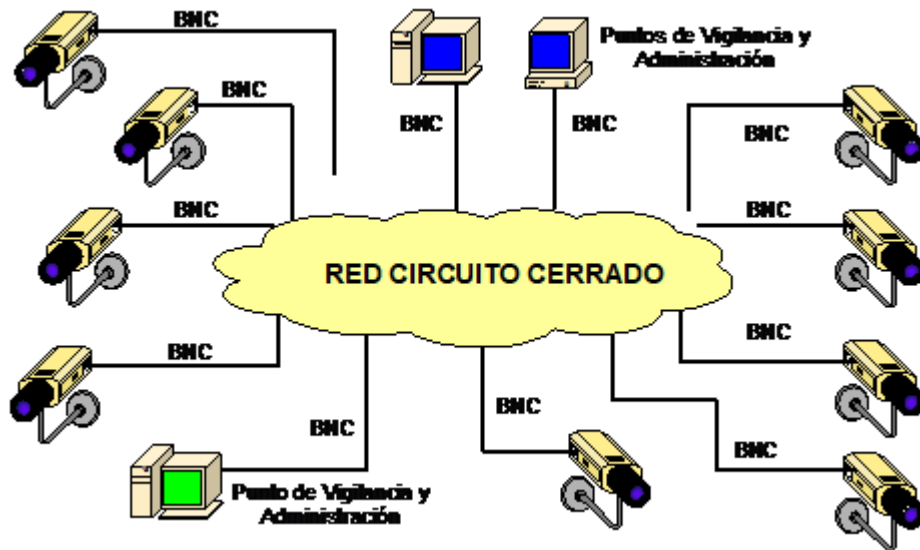 BNC
Puntos de Vigilancia y
Administración
BNC
BNC
BNC
BNC
BNC
BNC
BNC
RED CIRCUITO CERRADO
BNC
BNC
BNC
BNC
BNC
Punto de Vigilancia y
Administración